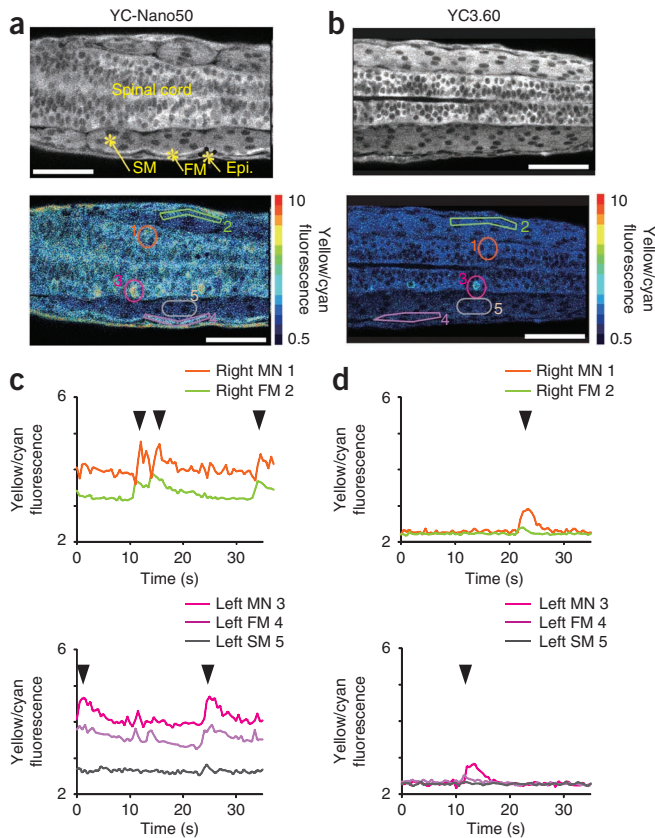 YC-Nano50
YC3.60
a
b
Spinal cord
SM
FM
Epi.
1
2
3
5
4
10
Yellow/cyan
fluorescence
0.5
1
2
3
5
4
10
Yellow/cyan
fluorescence
0.5
c
Right MN 1
Right FM 2
6
Yellow/cyan
fluorescence
2
0
10
20
30
Time (s)
d
Right MN 1
Right FM 2
6
Yellow/cyan
fluorescence
2
0
10
20
30
Time (s)
Left MN 3
Left FM 4
Left SM 5
6
Yellow/cyan
fluorescence
2
0
10
20
30
Time (s)
Left MN 3
Left FM 4
Left SM 5
6
Yellow/cyan
fluorescence
2
0
10
20
30
Time (s)